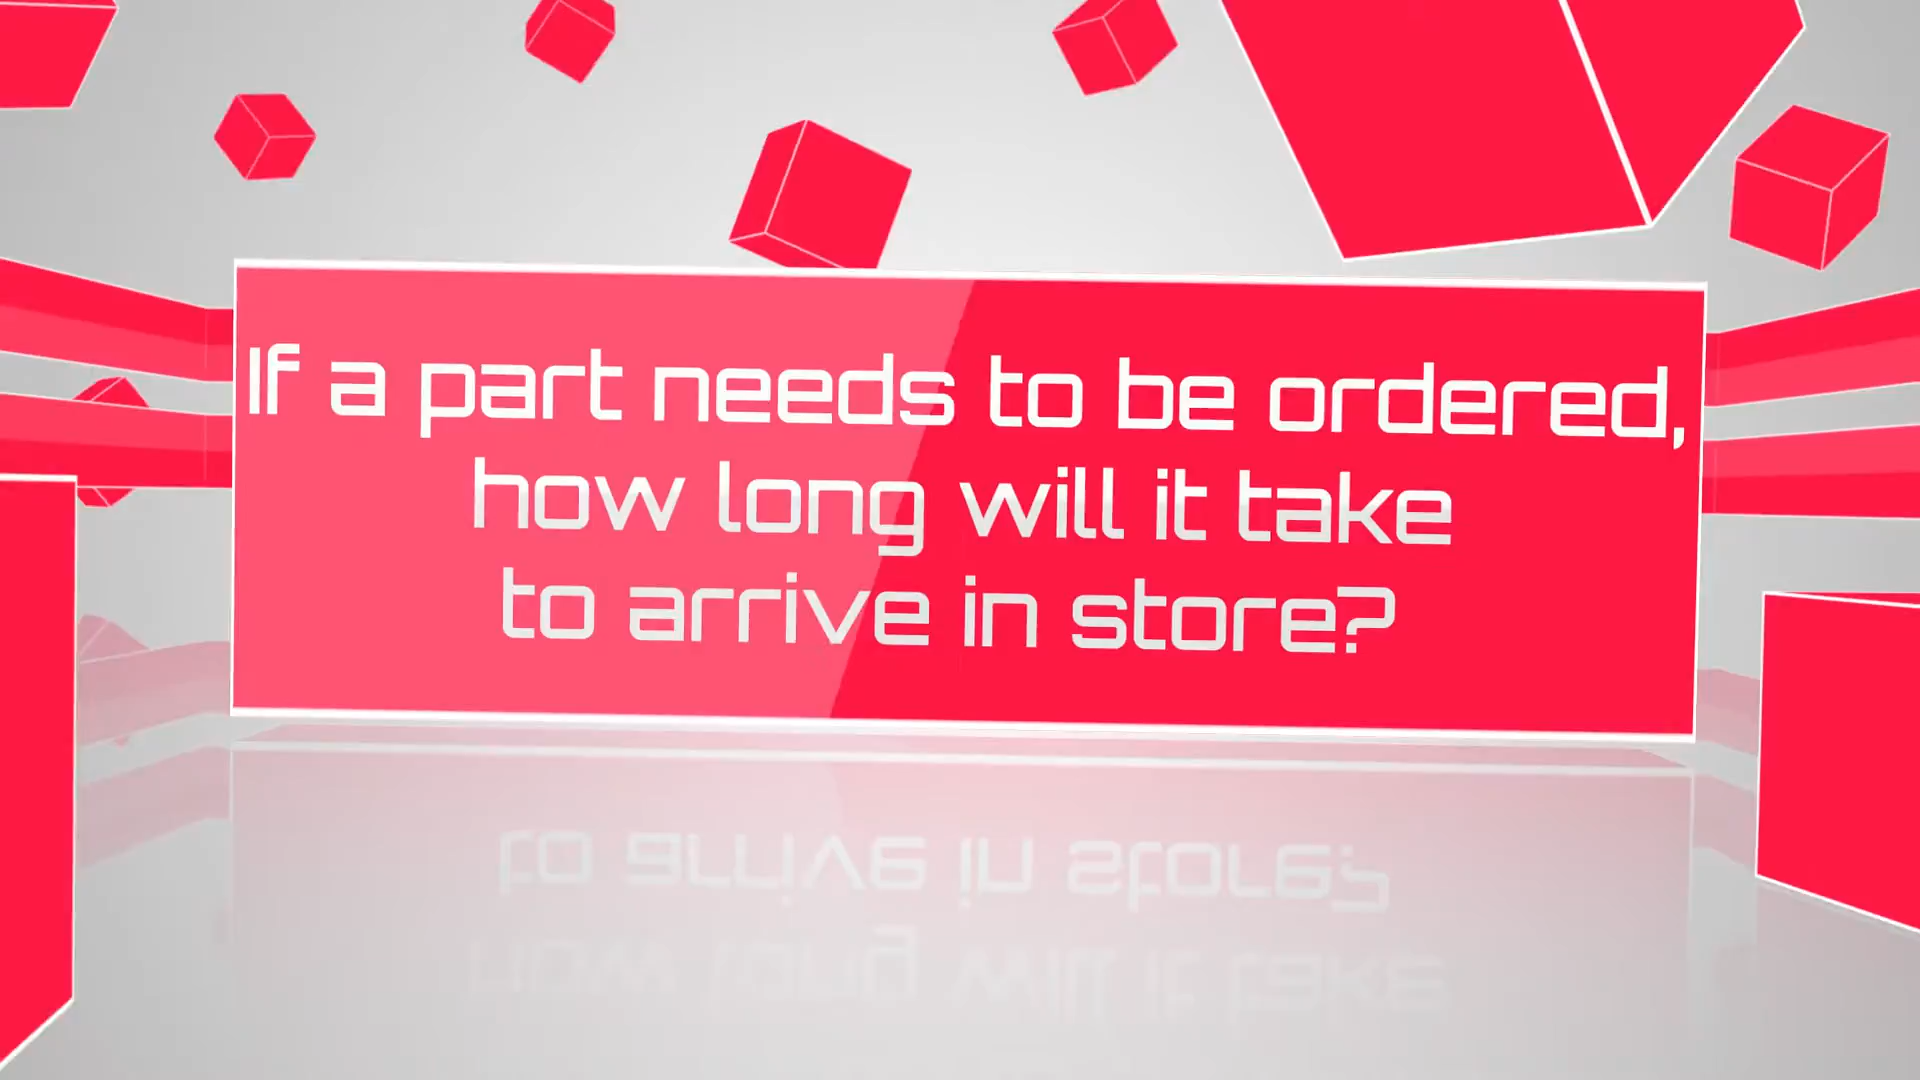 If a part needs to be ordered,
how long will it take
to arrive in store?